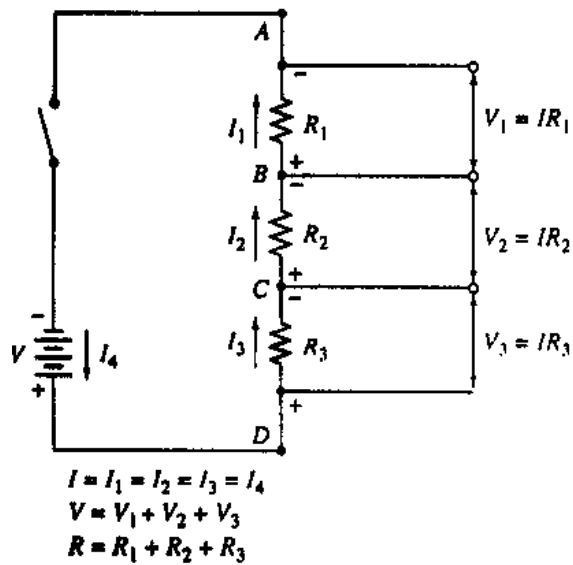 A
−
I₁ R₁ V₁ = IR₁
+
B
−
I₂ R₂ V₂ = IR₂
+
C
−
−
V I₄ I₃ R₃ V₃ = IR₃
+
+
D
I = I₁ = I₂ = I₃ = I₄
V = V₁ + V₂ + V₃
R = R₁ + R₂ + R₃